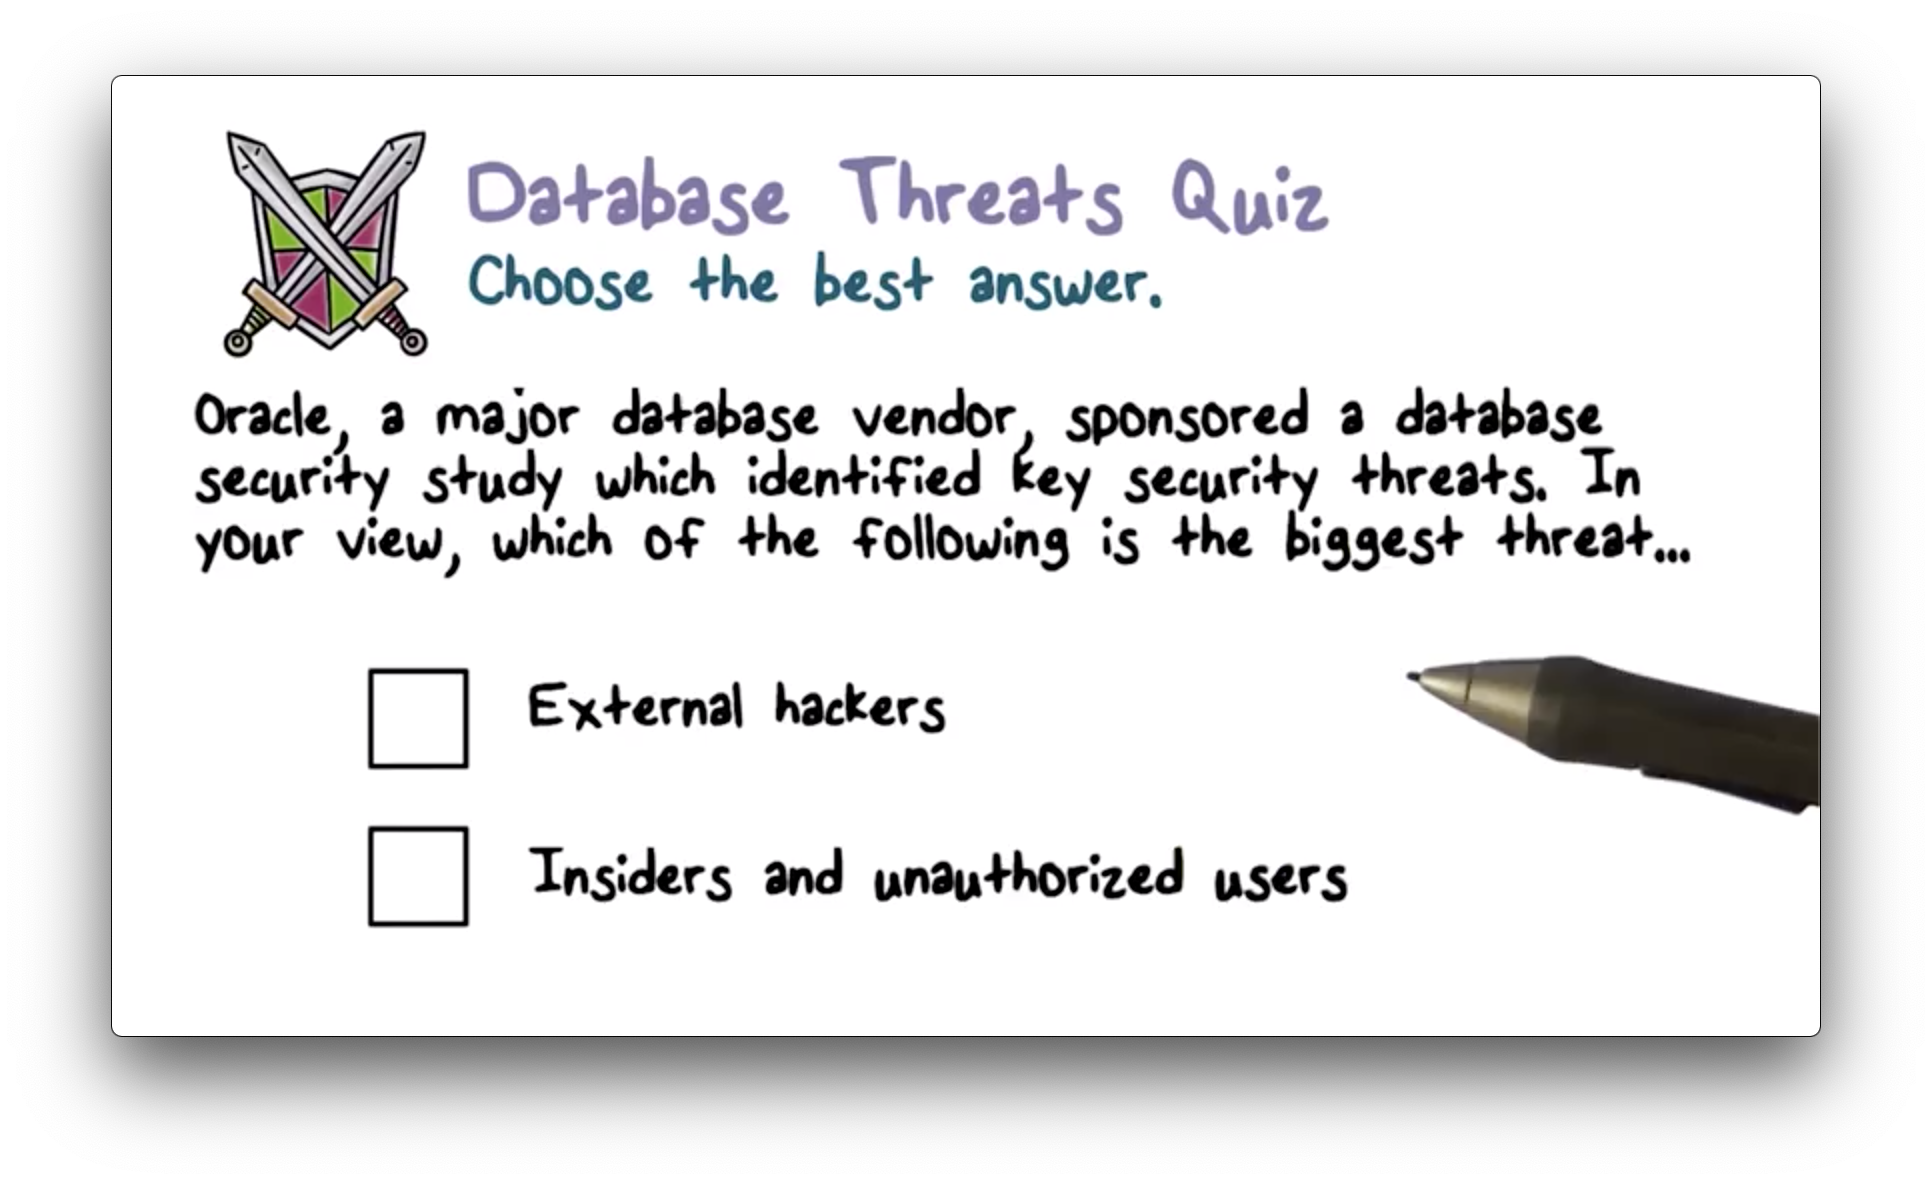 Database Threats Quiz
Choose the best answer.
Oracle, a major database vendor, sponsored a database
security study which identified key security threats. In
your view, which of the following is the biggest threat...
External hackers
Insiders and unauthorized users